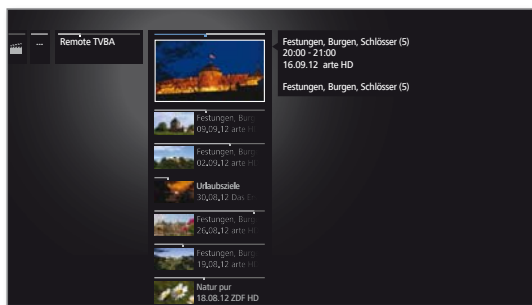 ...
Remote TVBA
Festungen, Burgen, Schlösser (5)
20:00 - 21:00
16.09.12 arte HD
Festungen, Burgen, Schlösser (5)
Festungen, Burg
09.09.12 arte H
Festungen, Burg
02.09.12 arte H
Urlaubsziele
30.08.12 Das Er
Festungen, Burg
26.08.12 arte H
Festungen, Burg
19.08.12 arte H
Natur pur
18.08.12 ZDF HD